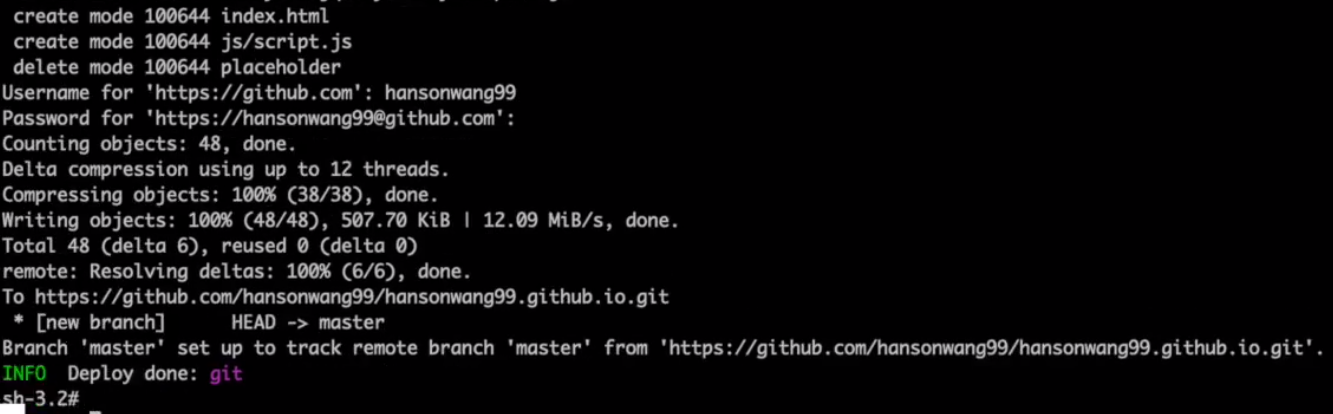 create mode 100644 index.html
create mode 100644 js/script.js
delete mode 100644 placeholder
Username for 'https://github.com': hansonwang99
Password for 'https://hansonwang99@github.com':
Counting objects: 48, done.
Delta compression using up to 12 threads.
Compressing objects: 100% (38/38), done.
Writing objects: 100% (48/48), 507.70 KiB | 12.09 MiB/s, done.
Total 48 (delta 6), reused 0 (delta 0)
remote: Resolving deltas: 100% (6/6), done.
To https://github.com/hansonwang99/hansonwang99.github.io.git
* [new branch]      HEAD -> master
Branch 'master' set up to track remote branch 'master' from 'https://github.com/hansonwang99/hansonwang99.github.io.git'.
INFO  Deploy done: git
sh-3.2#